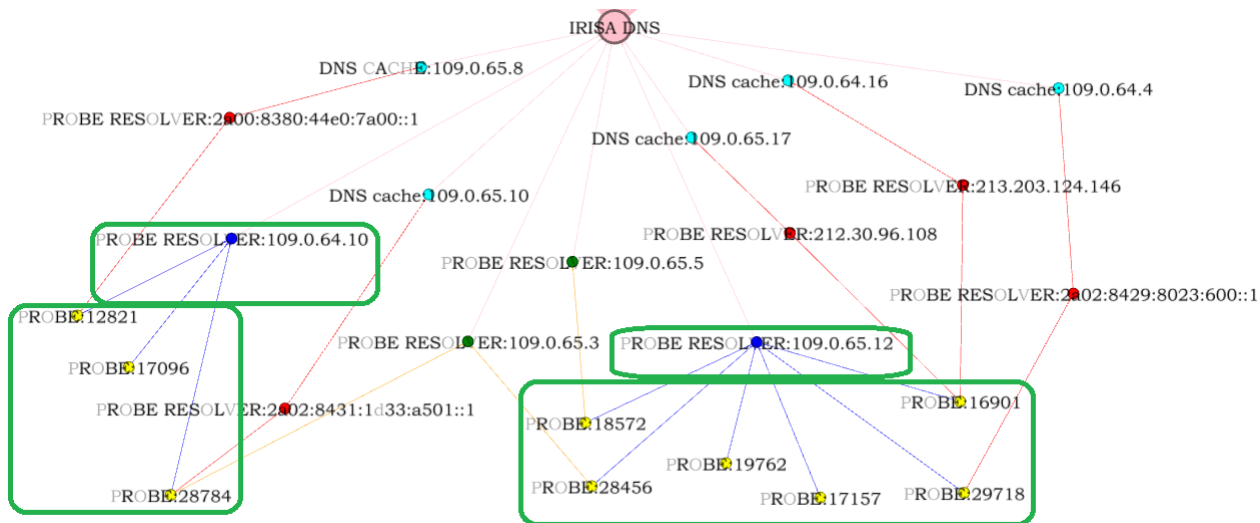 IRISA DNS
DNS CACHE:109.0.65.8
DNS cache:109.0.64.16
DNS cache:109.0.64.4
PROBE RESOLVER:2a00:8380:44e0:7a00::1
DNS cache:109.0.65.17
PROBE RESOLVER:213.203.124.146
DNS cache:109.0.65.10
PROBE RESOLVER:212.30.96.108
PROBE RESOLVER:109.0.64.10
PROBE RESOLVER:109.0.65.5
PROBE RESOLVER:2a02:8429:8023:600::1
PROBE:12821
PROBE RESOLVER:109.0.65.3
PROBE RESOLVER:109.0.65.12
PROBE:17096
PROBE:16901
PROBE RESOLVER:2a02:8431:1d33:a501::1
PROBE:18572
PROBE:19762
PROBE:28456
PROBE:29718
PROBE:28784
PROBE:17157